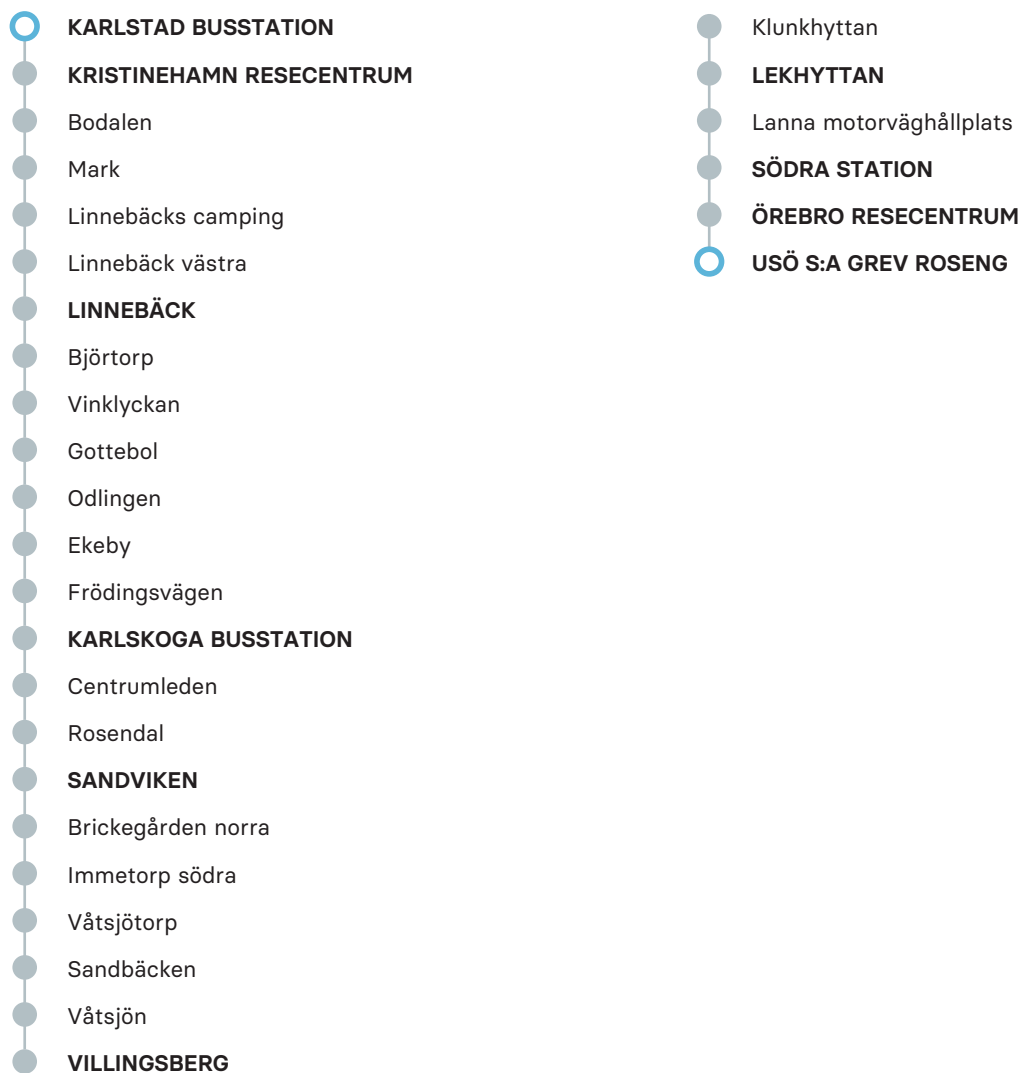 KARLSTAD BUSSTATION
KRISTINEHAMN RESECENTRUM
Bodalen
Mark
Linnebäcks camping
Linnebäck västra
LINNEBÄCK
Björtorp
Vinklyckan
Gottebol
Odlingen
Ekeby
Frödingsvägen
KARLSKOGA BUSSTATION
Centrumleden
Rosendal
SANDVIKEN
Brickegården norra
Immetorp södra
Våtsjötorp
Sandbäcken
Våtsjön
VILLINGSBERG
Klunkhyttan
LEKHYTTAN
Lanna motorväghållplats
SÖDRA STATION
ÖREBRO RESECENTRUM
USÖ S:A GREV ROSENG